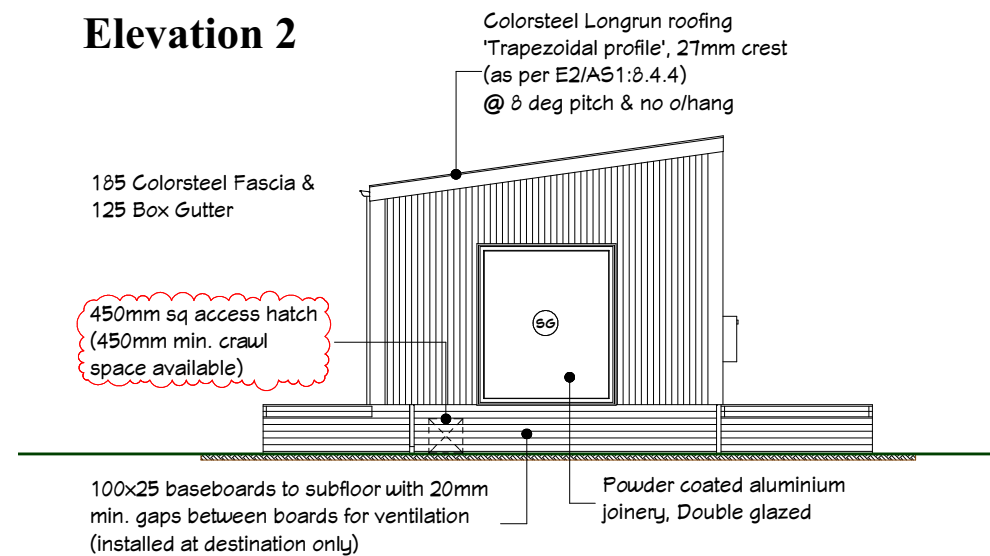 Elevation 2
Colorsteel Longrun roofing
'Trapezoidal profile', 27mm crest
(as per E2/AS1:8.4.4)
@ 8 deg pitch & no o/hang
185 Colorsteel Fascia &
125 Box Gutter
450mm sq access hatch
(450mm min. crawl
space available)
SG
100x25 baseboards to subfloor with 20mm
min. gaps between boards for ventilation
(installed at destination only)
Powder coated aluminium
joinery, Double glazed